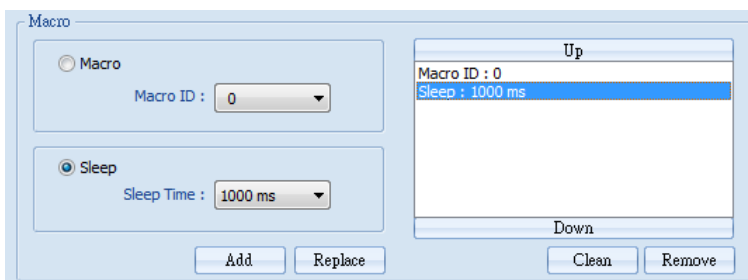 Macro
Macro
Macro ID : 0
Sleep
Sleep Time : 1000 ms
Add Replace
Up
Macro ID : 0
Sleep : 1000 ms
Down
Clean Remove